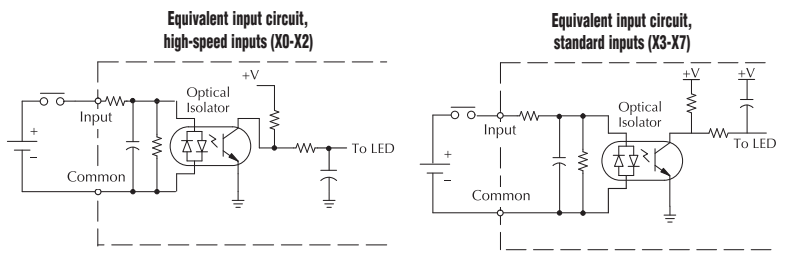 Equivalent input circuit,
high-speed inputs (X0-X2)
+V
Optical
Isolator
Input
+
−
To LED
Common
Equivalent input circuit,
standard inputs (X3-X7)
+V
+V
Optical
Isolator
Input
To LED
+
−
Common